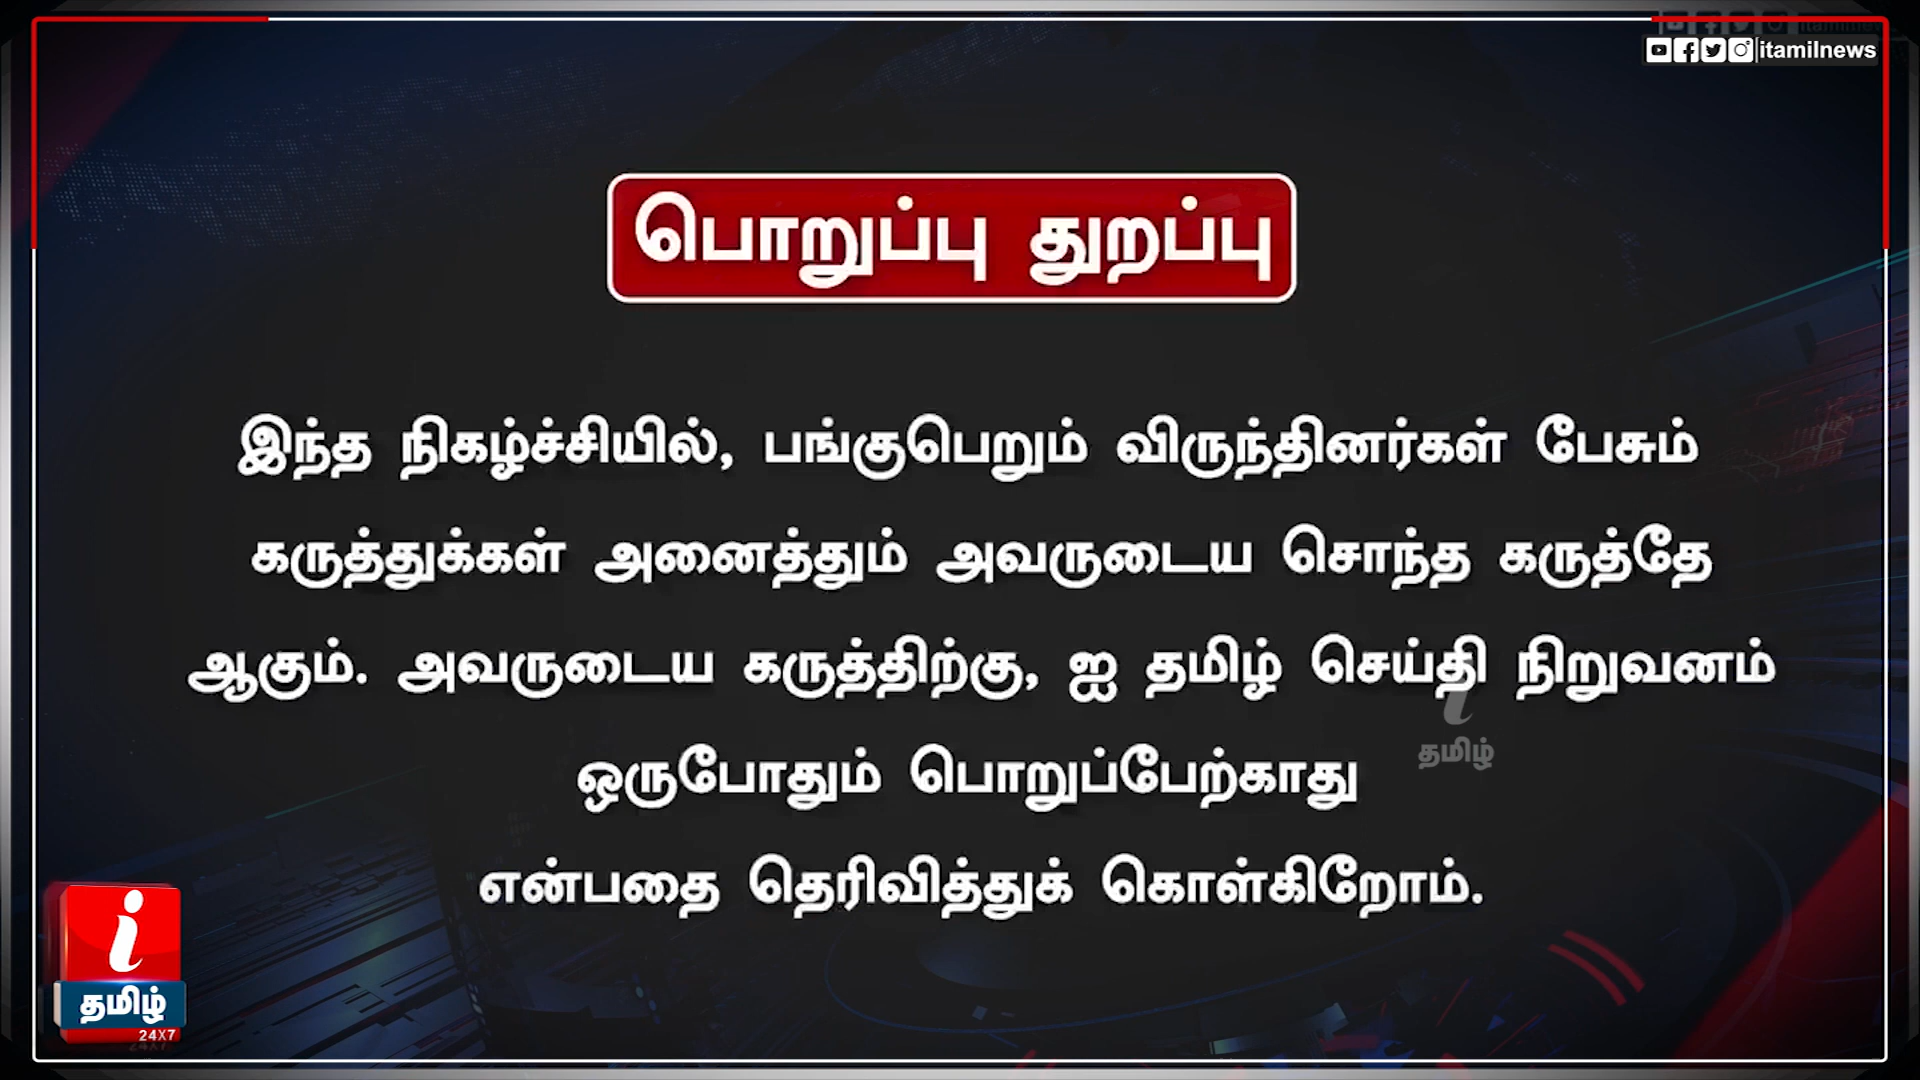 itamilnews
பொறுப்பு துறப்பு
இந்த நிகழ்ச்சியில், பங்குபெறும் விருந்தினர்கள் பேசும்
கருத்துக்கள் அனைத்தும் அவருடைய சொந்த கருத்தே
ஆகும். அவருடைய கருத்திற்கு, ஐ தமிழ் செய்தி நிறுவனம்
ஒருபோதும் பொறுப்பேற்காது
என்பதை தெரிவித்துக் கொள்கிறோம்.
i தமிழ்
i
தமிழ்
24X7